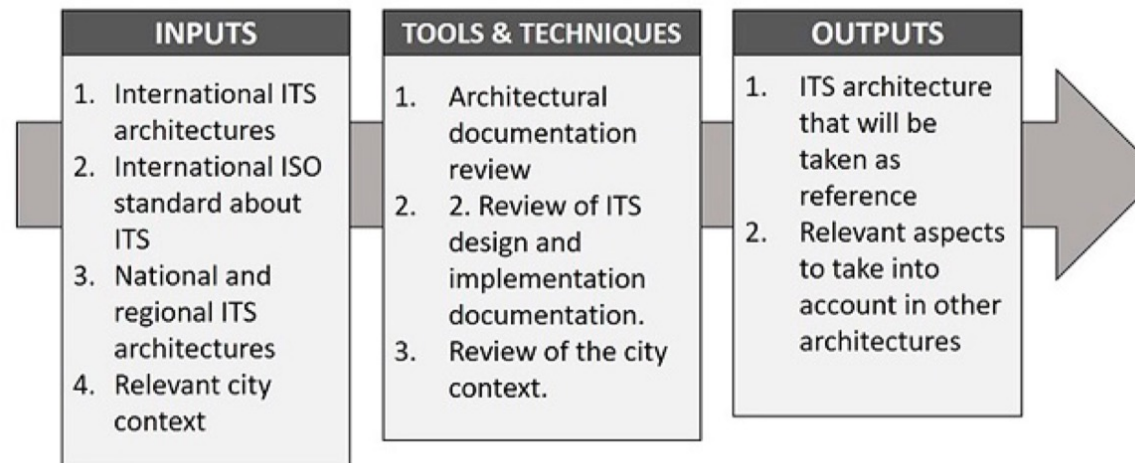 INPUTS
1. International ITS
architectures
2. International ISO
standard about
ITS
3. National and
regional ITS
architectures
4. Relevant city
context
TOOLS & TECHNIQUES
1. Architectural
documentation
review
2. 2. Review of ITS
design and
implementation
documentation.
3. Review of the city
context.
OUTPUTS
1. ITS architecture
that will be
taken as
reference
2. Relevant aspects
to take into
account in other
architectures